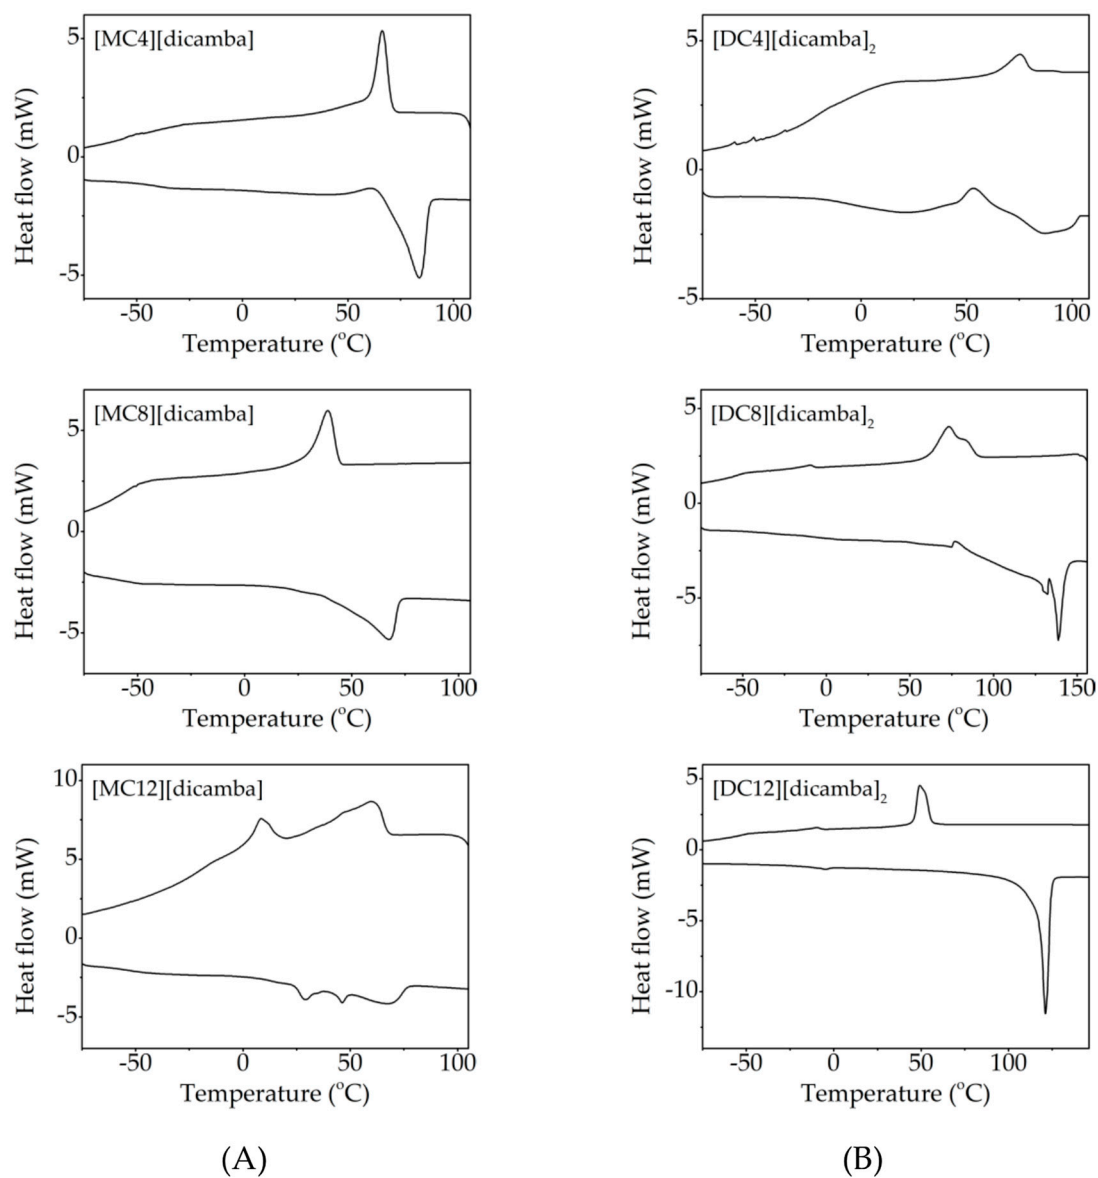 [MC4][dicamba]
5
0
-5
Heat flow (mW)
-50 0 50 100
Temperature (°C)
[DC4][dicamba]₂
5
0
-5
Heat flow (mW)
-50 0 50 100
Temperature (°C)
[MC8][dicamba]
5
0
-5
Heat flow (mW)
-50 0 50 100
Temperature (°C)
[DC8][dicamba]₂
5
0
-5
Heat flow (mW)
-50 0 50 100 150
Temperature (°C)
[MC12][dicamba]
10
5
0
-5
Heat flow (mW)
-50 0 50 100
Temperature (°C)
[DC12][dicamba]₂
5
0
-5
-10
Heat flow (mW)
-50 0 50 100
Temperature (°C)
(A)
(B)